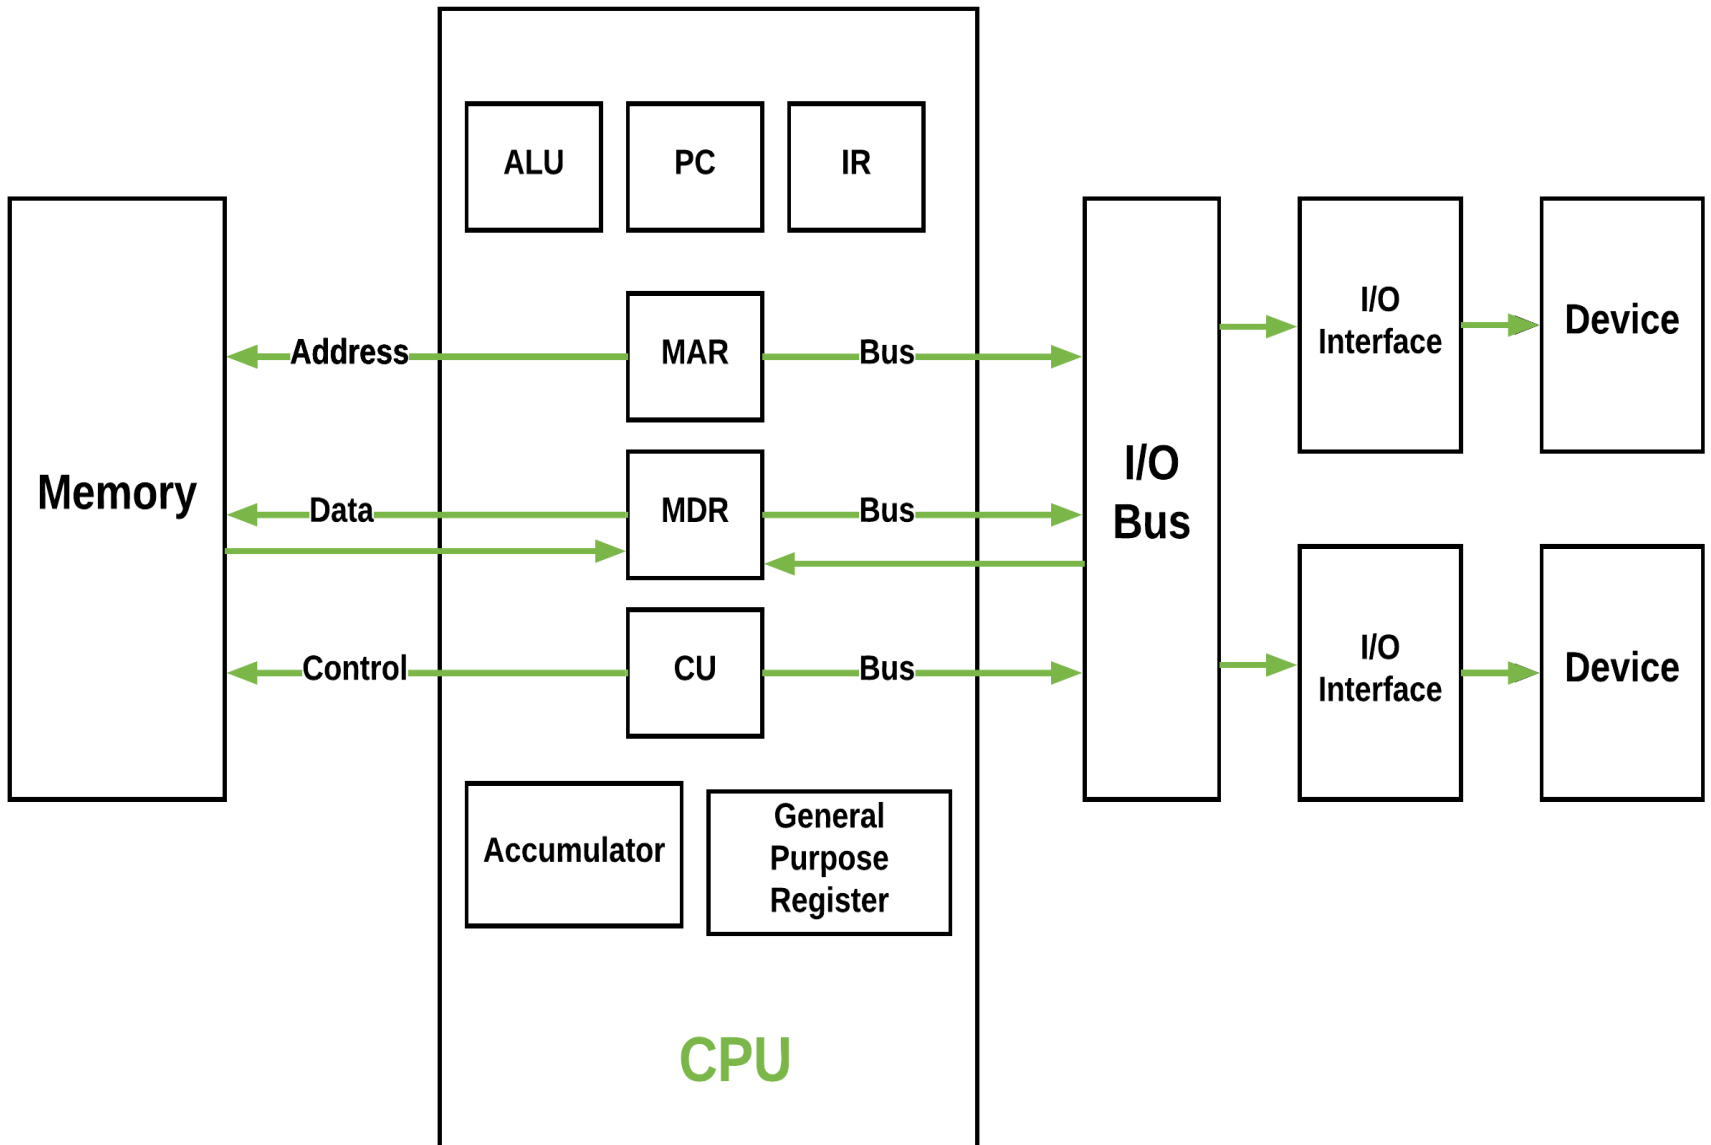 ALU
PC
IR
Memory
Address
MAR
Bus
Data
MDR
Bus
Control
CU
Bus
Accumulator
General
Purpose
Register
CPU
I/O
Bus
I/O
Interface
Device
I/O
Interface
Device